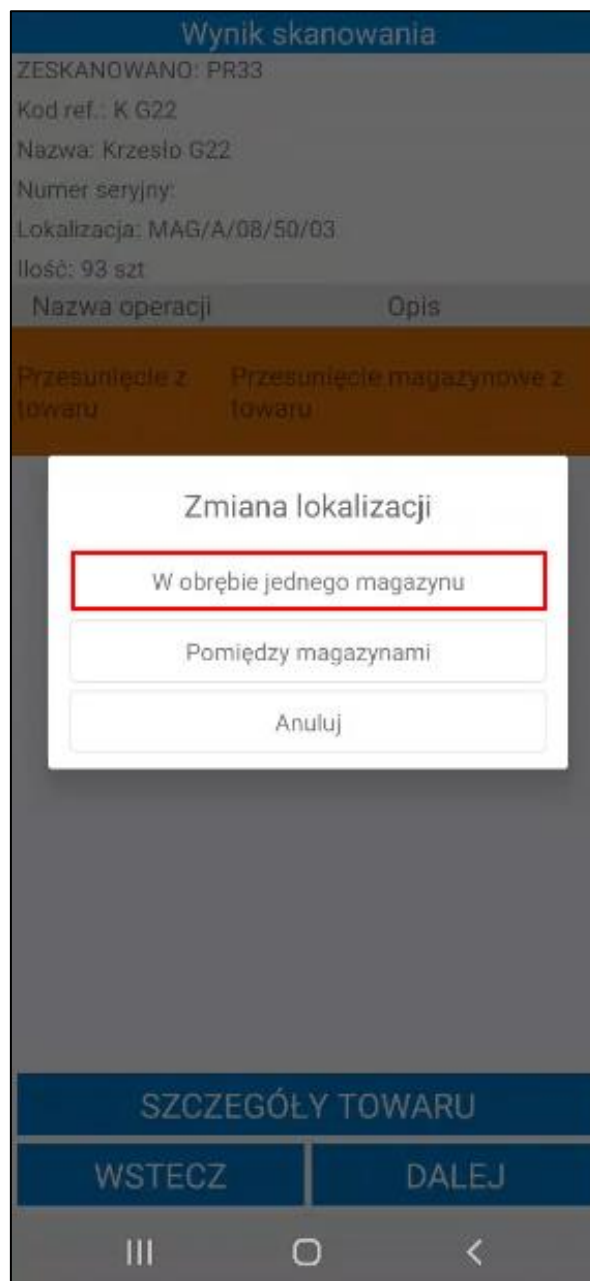 Wynik skanowania
ZESKANOWANO: PR33
Kod ref.: K G22
Nazwa: Krzesło G22
Numer seryjny:
Lokalizacja: MAG/A/08/50/03
Ilość: 93 szt
Nazwa operacji Opis
Przesunięcie z Przesunięcie magazynowe z
towaru towaru
Zmiana lokalizacji
W obrębie jednego magazynu
Pomiędzy magazynami
Anuluj
SZCZEGÓŁY TOWARU
WSTECZ DALEJ